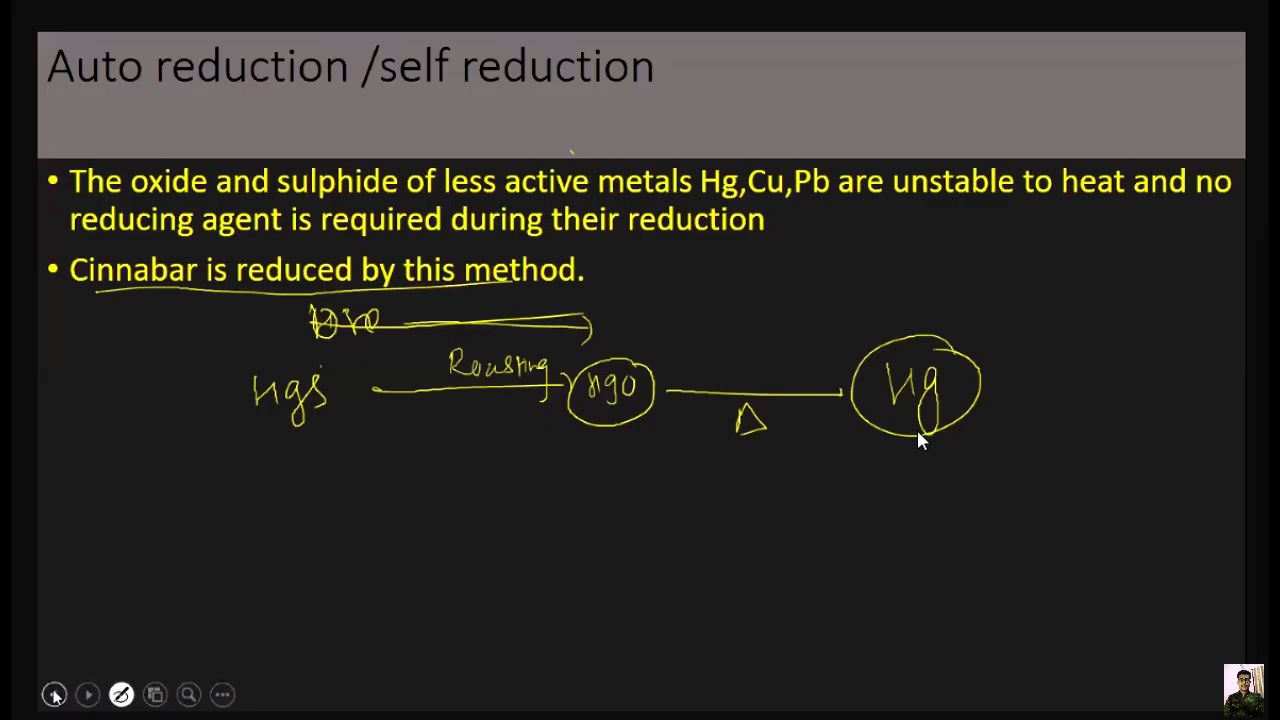 Auto reduction /self reduction
• The oxide and sulphide of less active metals Hg,Cu,Pb are unstable to heat and no
reducing agent is required during their reduction
• Cinnabar is reduced by this method.
Roasting
HgS HgO Hg
Δ